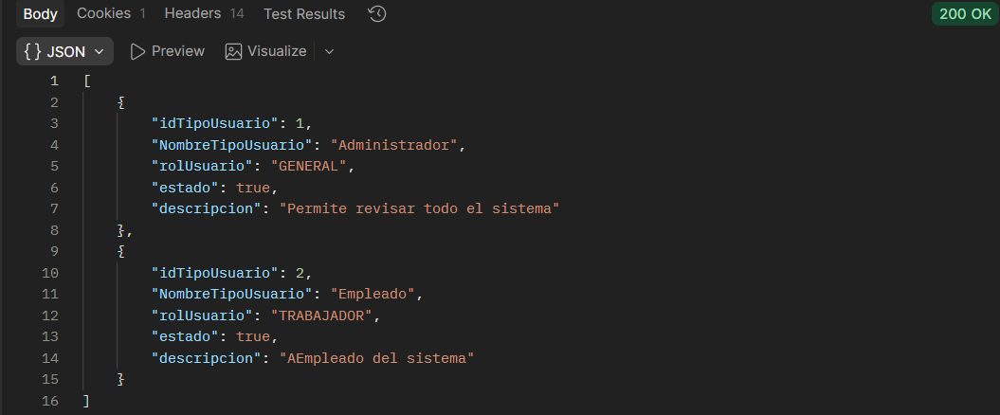 Body Cookies 1 Headers 14 Test Results 200 OK
{} JSON Preview Visualize
1 [
2 {
3 "idTipoUsuario": 1,
4 "NombreTipoUsuario": "Administrador",
5 "rolUsuario": "GENERAL",
6 "estado": true,
7 "descripcion": "Permite revisar todo el sistema"
8 },
9 {
10 "idTipoUsuario": 2,
11 "NombreTipoUsuario": "Empleado",
12 "rolUsuario": "TRABAJADOR",
13 "estado": true,
14 "descripcion": "AEmpleado del sistema"
15 }
16 ]